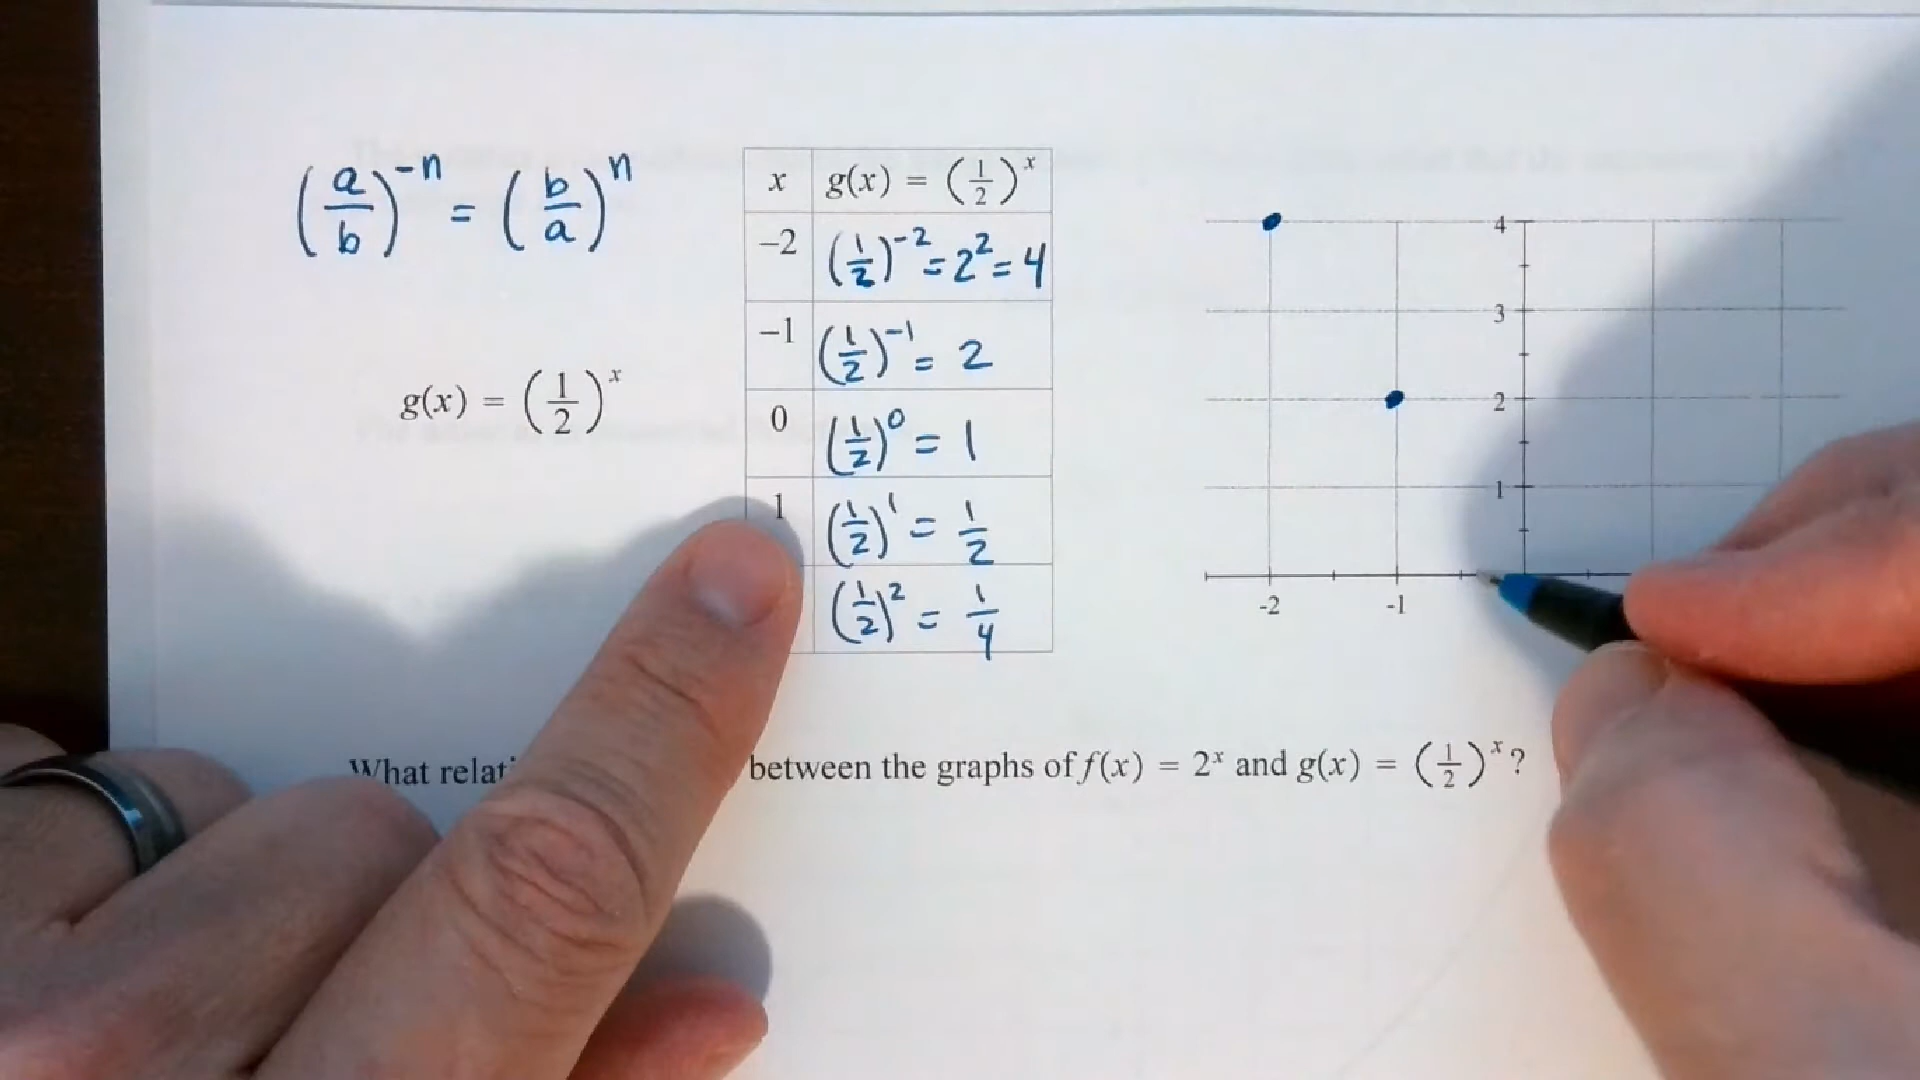 (a/b)^-n = (b/a)^n
g(x) = (1/2)^x
x g(x) = (1/2)^x
-2 (1/2)^-2 = 2^2 = 4
-1 (1/2)^-1 = 2
0 (1/2)^0 = 1
1 (1/2)^1 = 1/2
(1/2)^2 = 1/4
4
3
2
1
-2 -1
What between the graphs of f(x) = 2^x and g(x) = (1/2)^x?